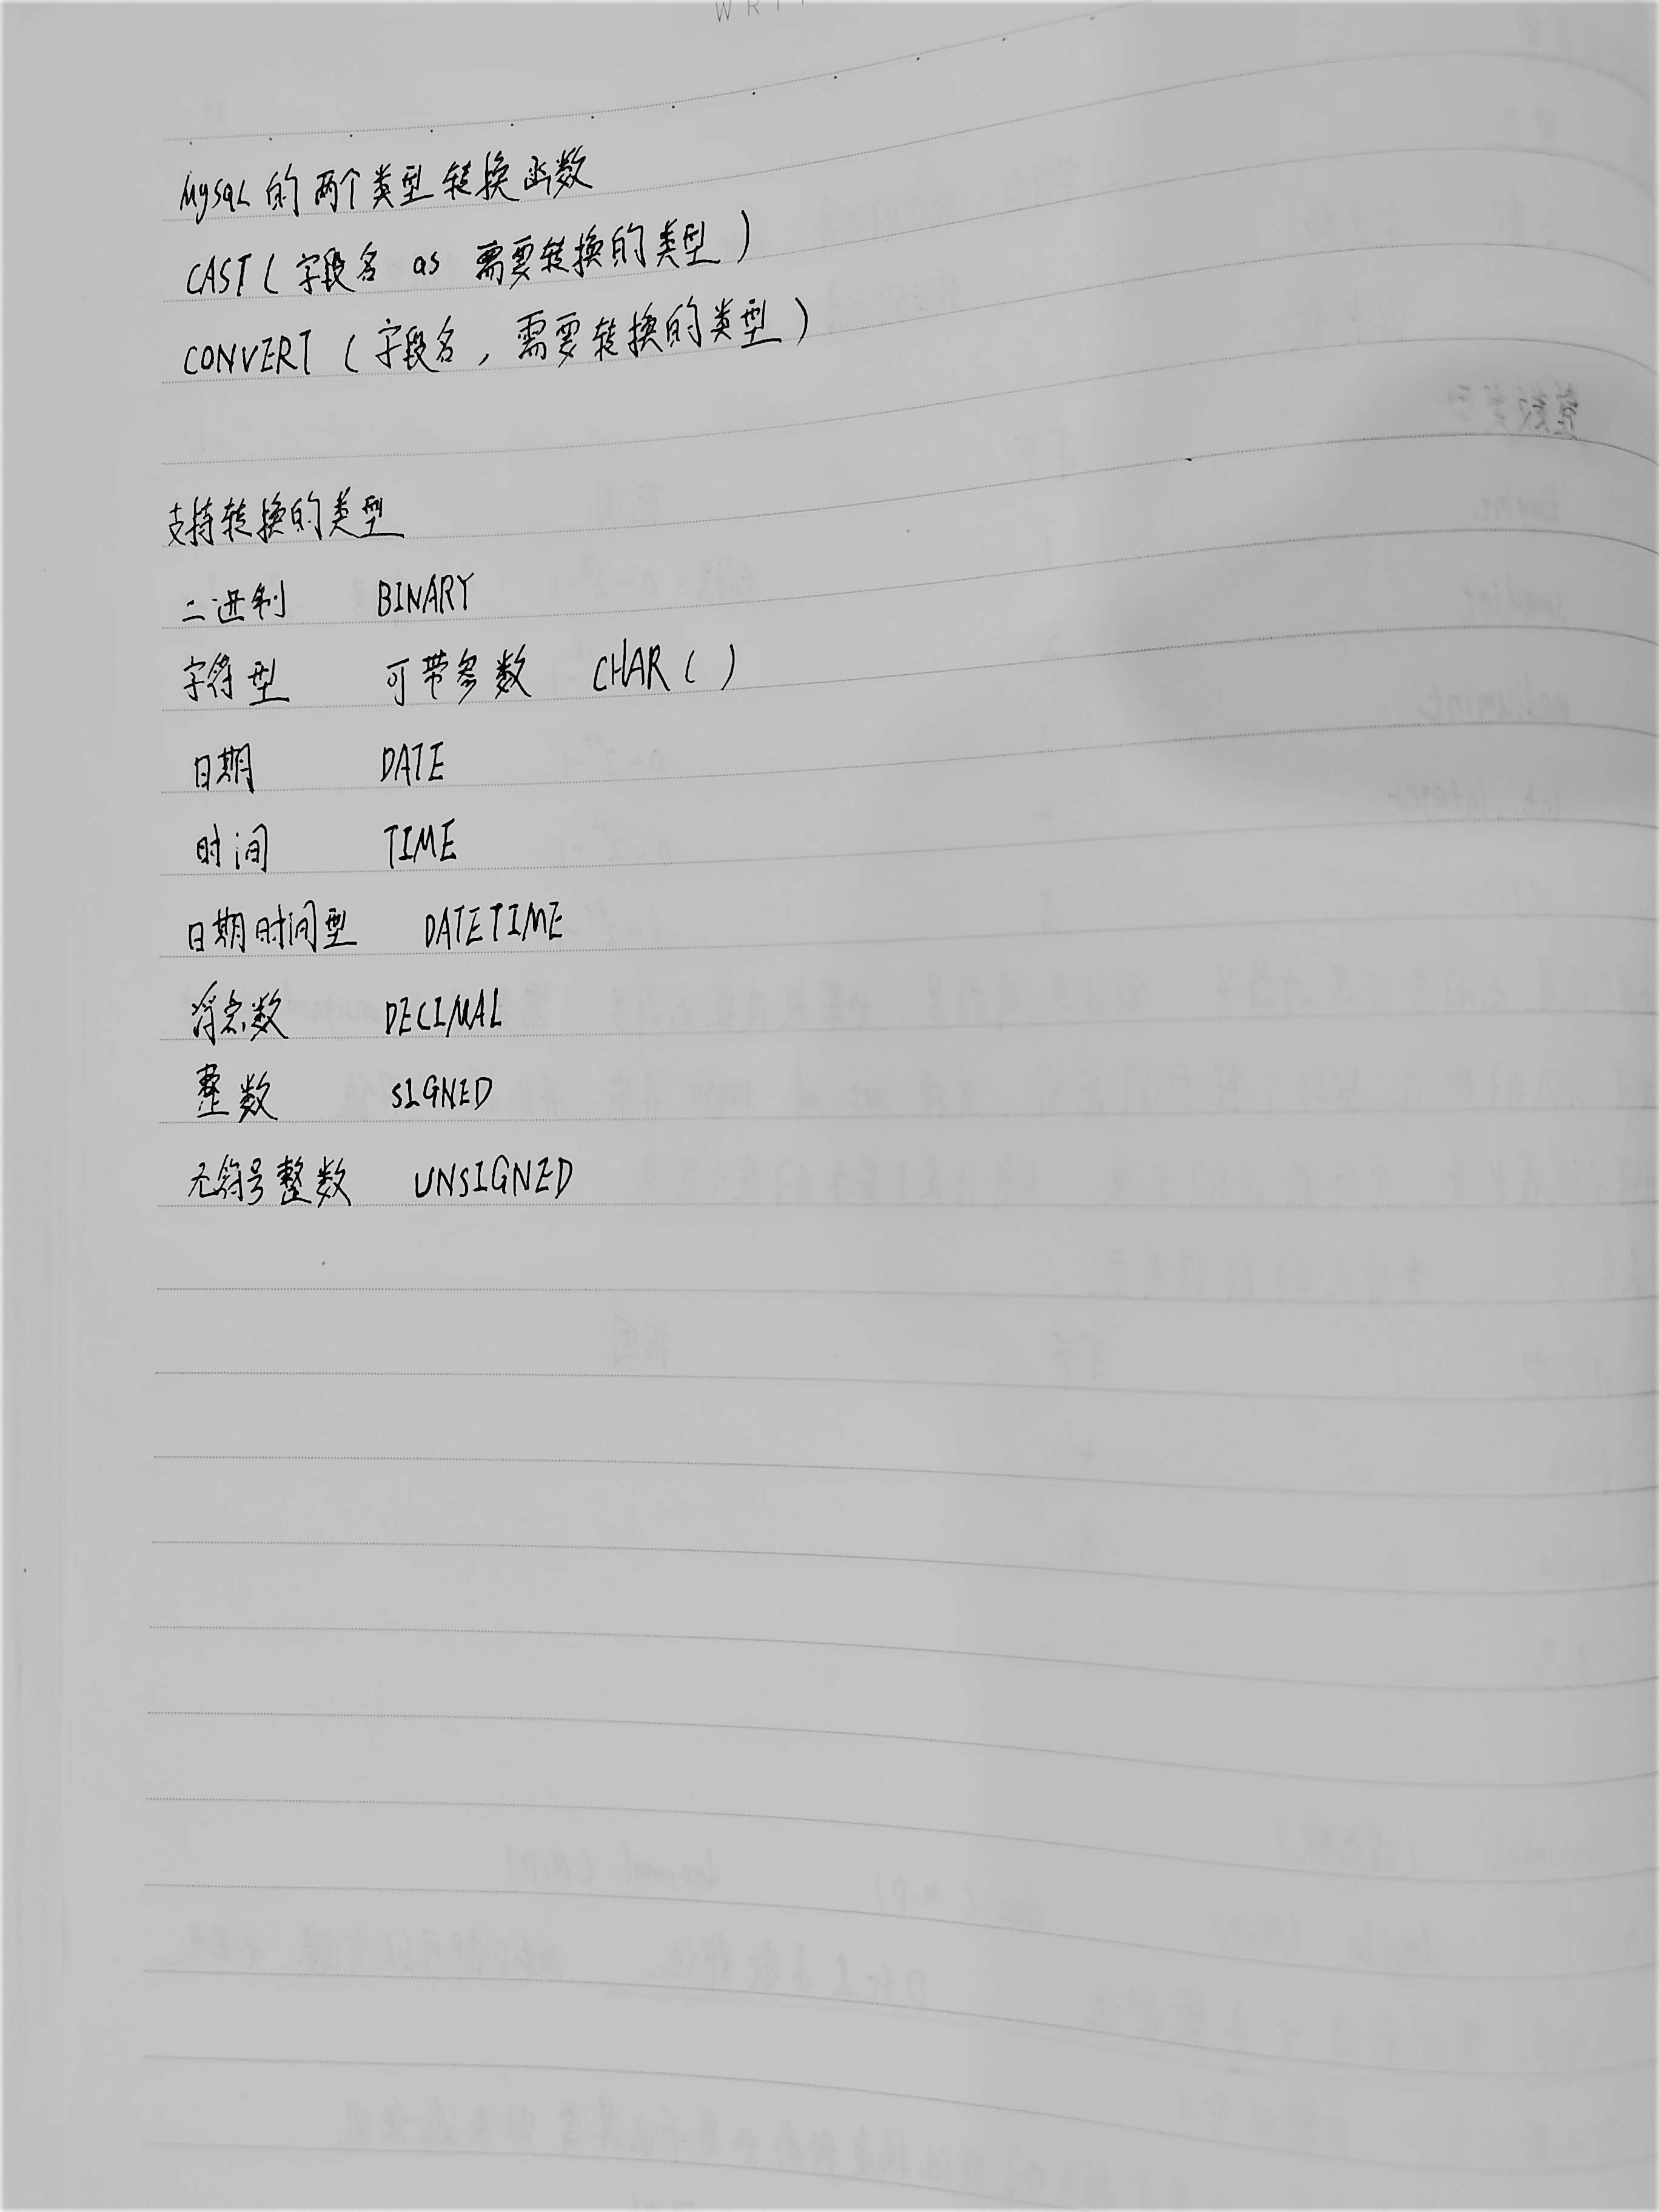 MySQL的两个类型转换函数
CAST(字段名 as 需要转换的类型)
CONVERT(字段名,需要转换的类型)
支持转换的类型
二进制 BINARY
字符型 可带参数 CHAR()
日期 DATE
时间 TIME
日期时间型 DATETIME
浮点数 DECIMAL
整数 SIGNED
无符号整数 UNSIGNED